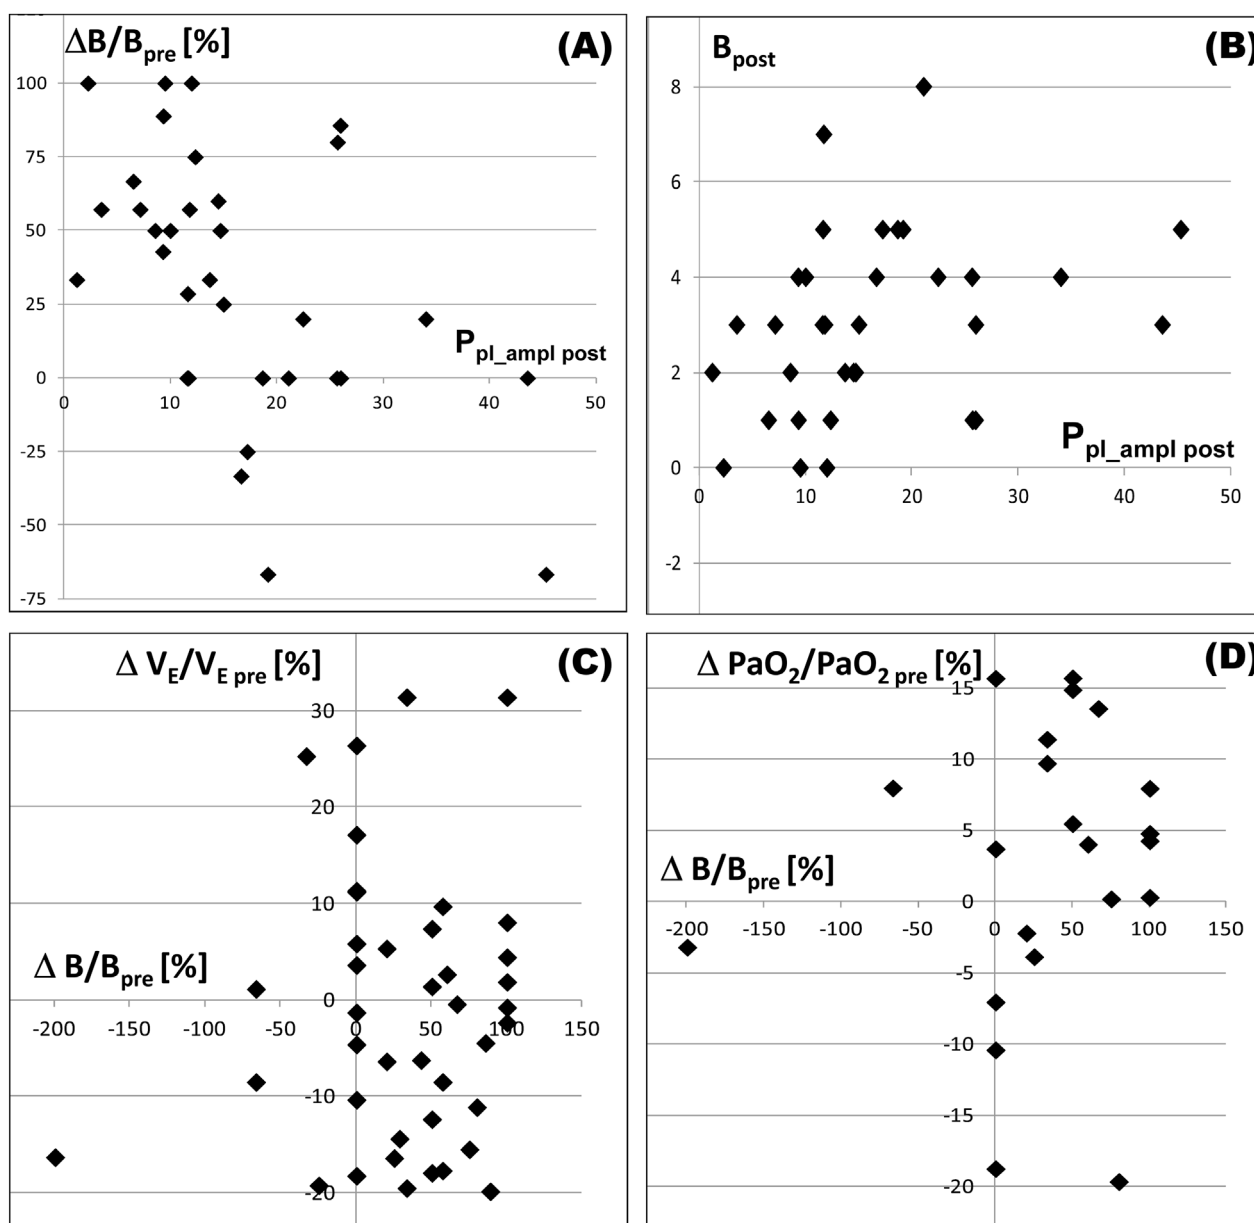 ΔB/Bpre [%]
(A)
100
75
50
25
0
-25
-50
-75
0 10 20 30 40 50
Ppl_ampl post
Bpost
(B)
8
6
4
2
0
-2
0 10 20 30 40 50
Ppl_ampl post
Δ VE/VE pre [%]
(C)
30
20
10
0
-10
-20
Δ B/Bpre [%]
-200 -150 -100 -50 0 50 100 150
Δ PaO2/PaO2 pre [%]
(D)
15
10
5
0
-5
-10
-15
-20
Δ B/Bpre [%]
-200 -150 -100 -50 0 50 100 150